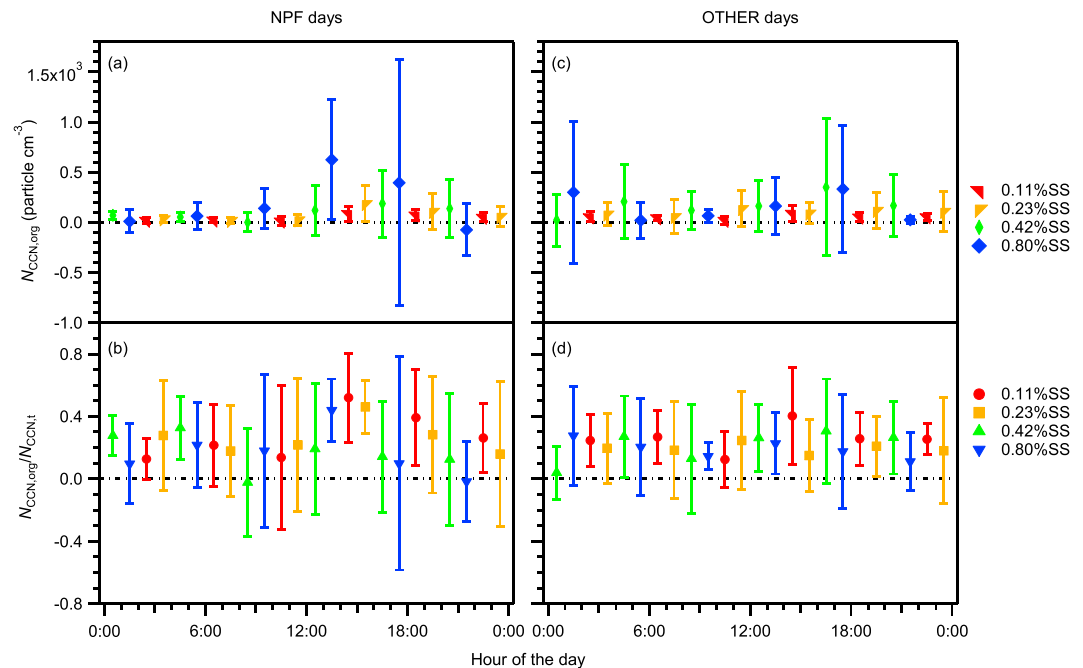 NPF days
OTHER days
(a)
(c)
1.5x10³
1.0
0.5
0.0
-0.5
-1.0
N_CCN,org (particle cm⁻³)
0.11%SS
0.23%SS
0.42%SS
0.80%SS
(b)
(d)
0.8
0.4
0.0
-0.4
-0.8
N_CCN,org/N_CCN,t
0.11%SS
0.23%SS
0.42%SS
0.80%SS
0:00 6:00 12:00 18:00 0:00
0:00 6:00 12:00 18:00 0:00
Hour of the day